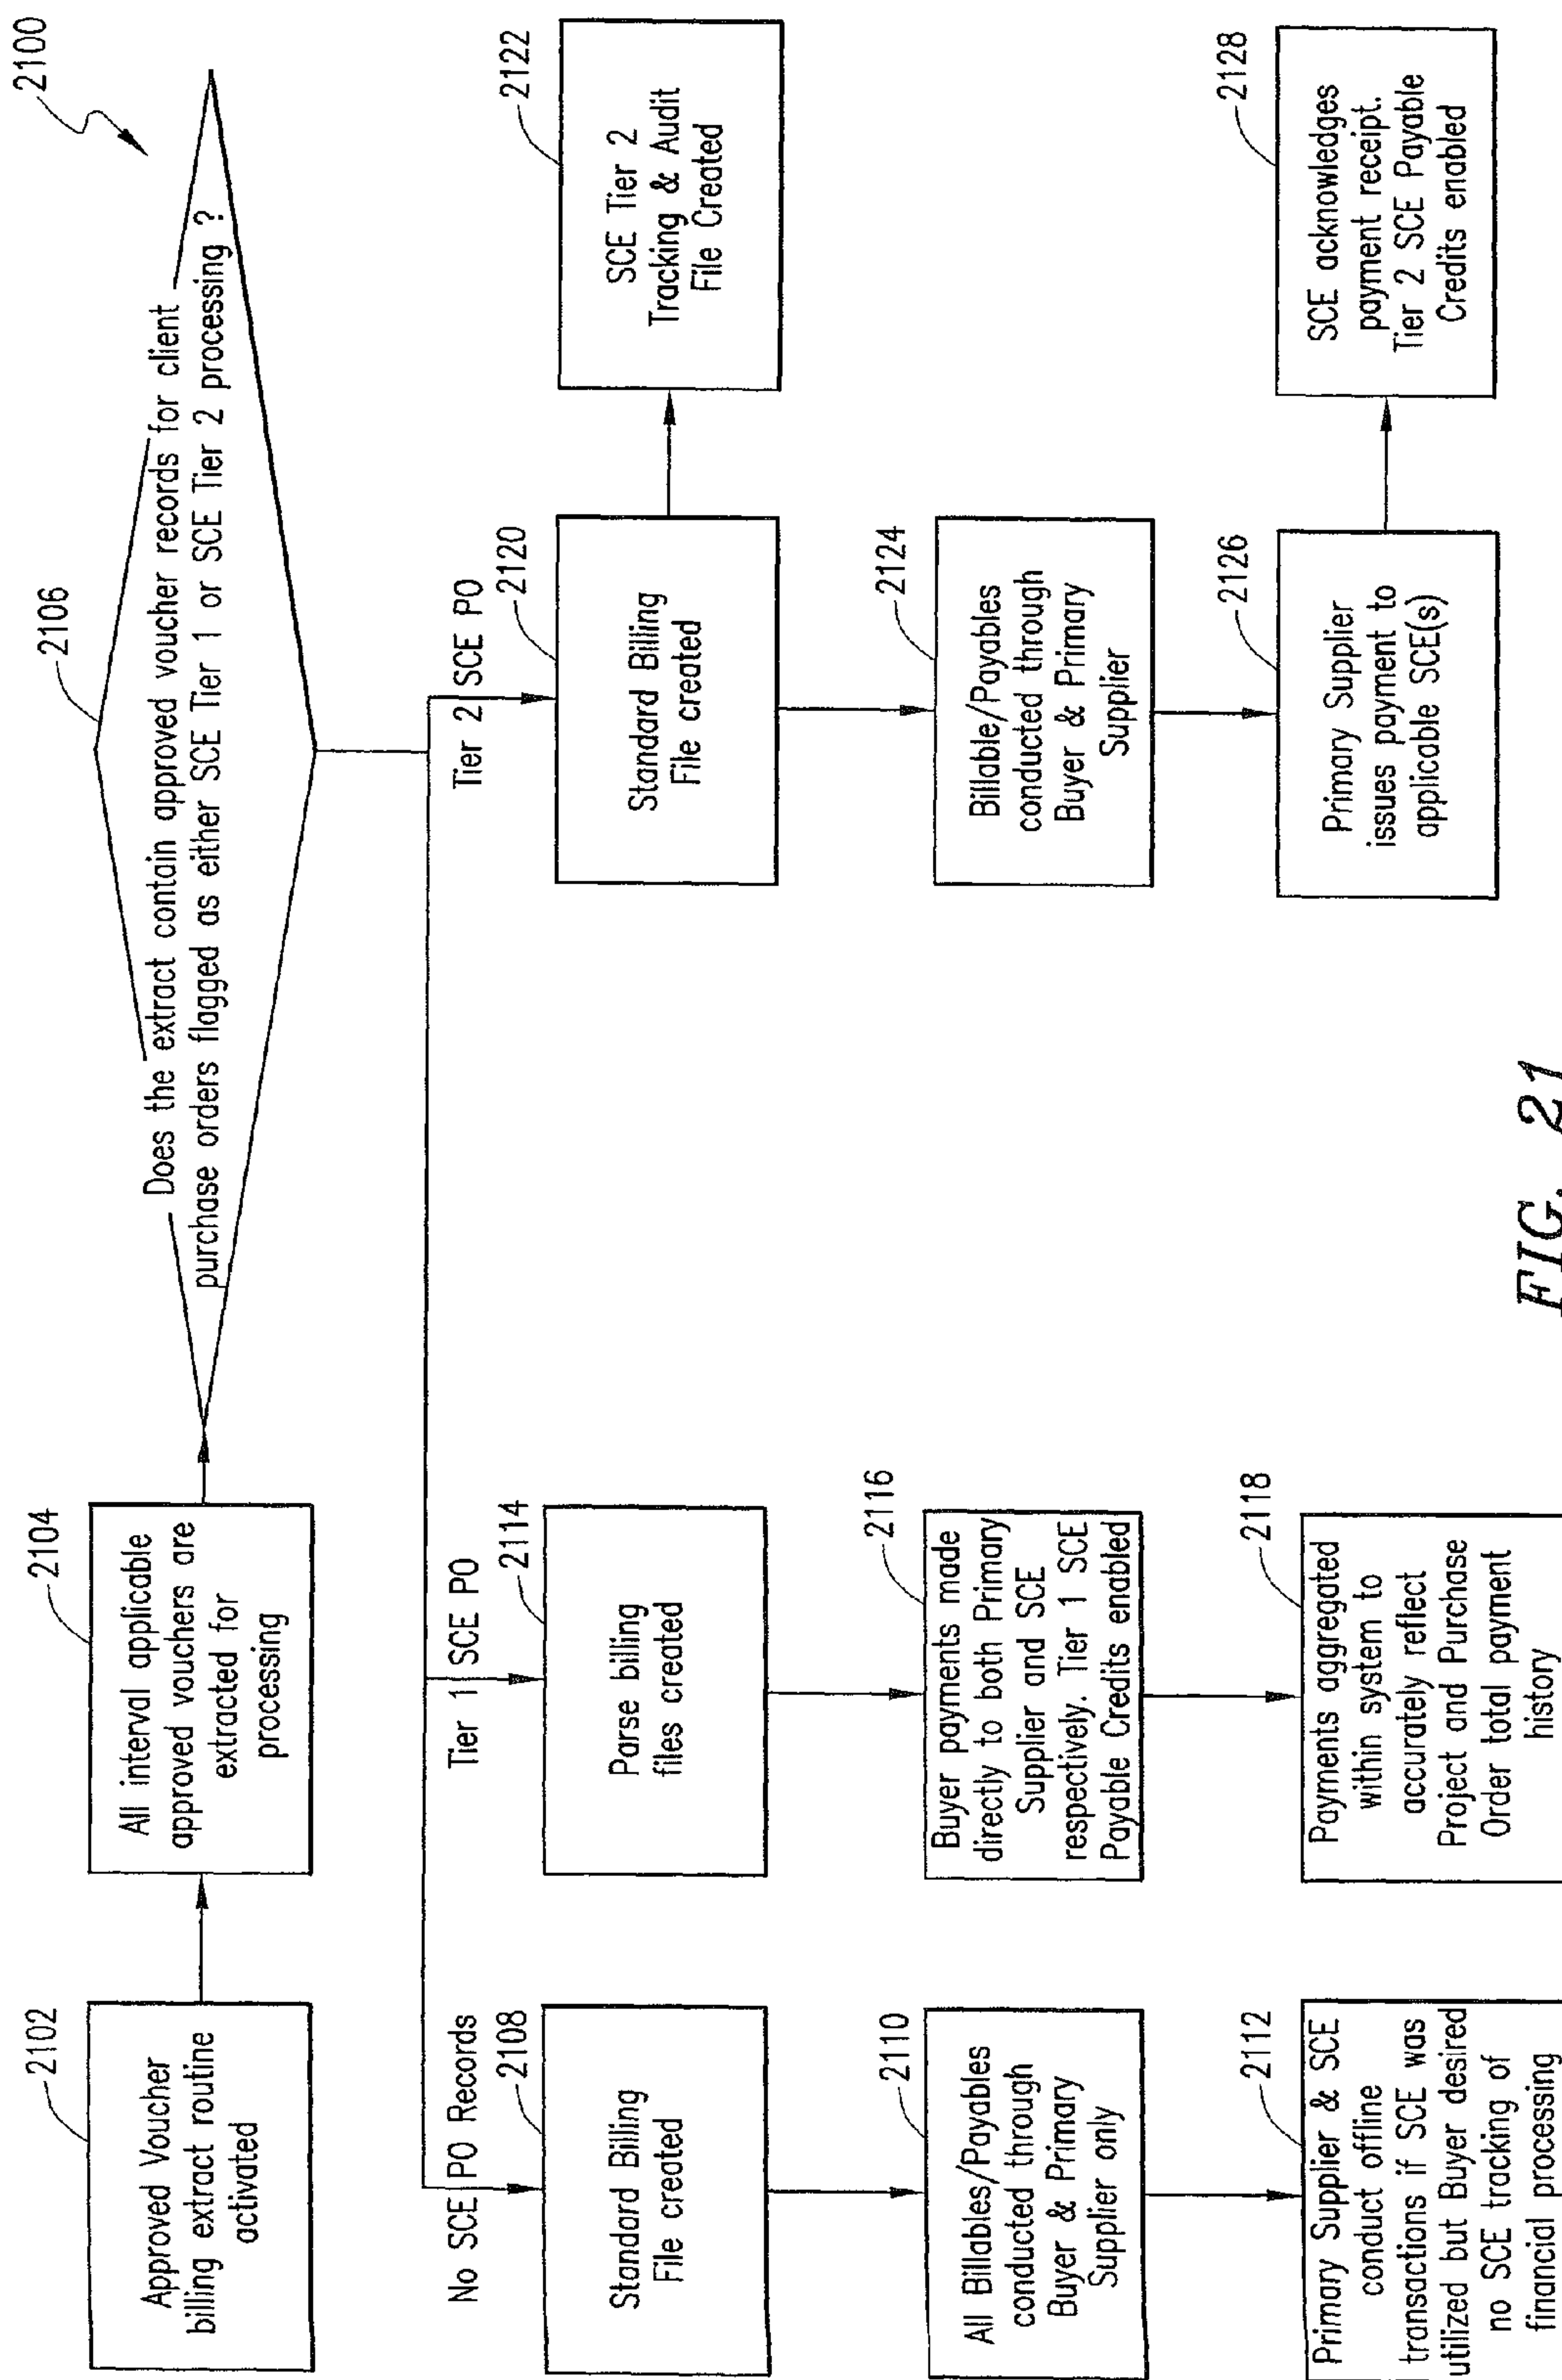 2100
2102
Approved Voucher
billing extract routine
activated
2104
All interval applicable
approved vouchers are
extracted for
processing
2106
Does the extract contain approved voucher records for client
purchase orders flagged as either SCE Tier 1 or SCE Tier 2 processing ?
No SCE PO Records
2108
Standard Billing
File created
2110
All Billables/Payables
conducted through
Buyer & Primary
Supplier only
2112
Primary Supplier & SCE
conduct offline
transactions if SCE was
utilized but Buyer desired
no SCE tracking of
financial processing
Tier 1 SCE PO
2114
Parse billing
files created
2116
Buyer payments made
directly to both Primary
Supplier and SCE
respectively. Tier 1 SCE
Payable Credits enabled
2118
Payments aggregated
within system to
accurately reflect
Project and Purchase
Order total payment
history
Tier 2 SCE PO
2120
Standard Billing
File created
2122
SCE Tier 2
Tracking & Audit
File Created
2124
Billable/Payables
conducted through
Buyer & Primary
Supplier
2126
Primary Supplier
issues payment to
applicable SCE(s)
2128
SCE acknowledges
payment receipt.
Tier 2 SCE Payable
Credits enabled
FIG. 21